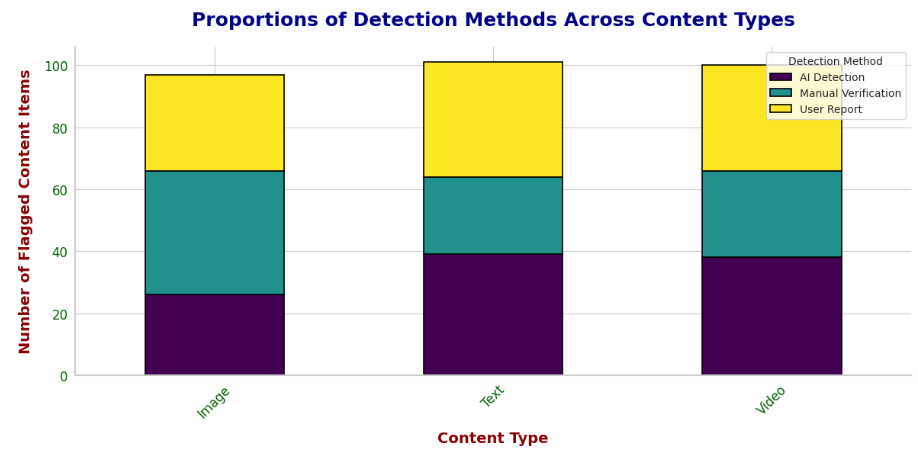 Proportions of Detection Methods Across Content Types
Number of Flagged Content Items
100
80
60
40
20
0
Detection Method
AI Detection
Manual Verification
User Report
Image
Text
Video
Content Type